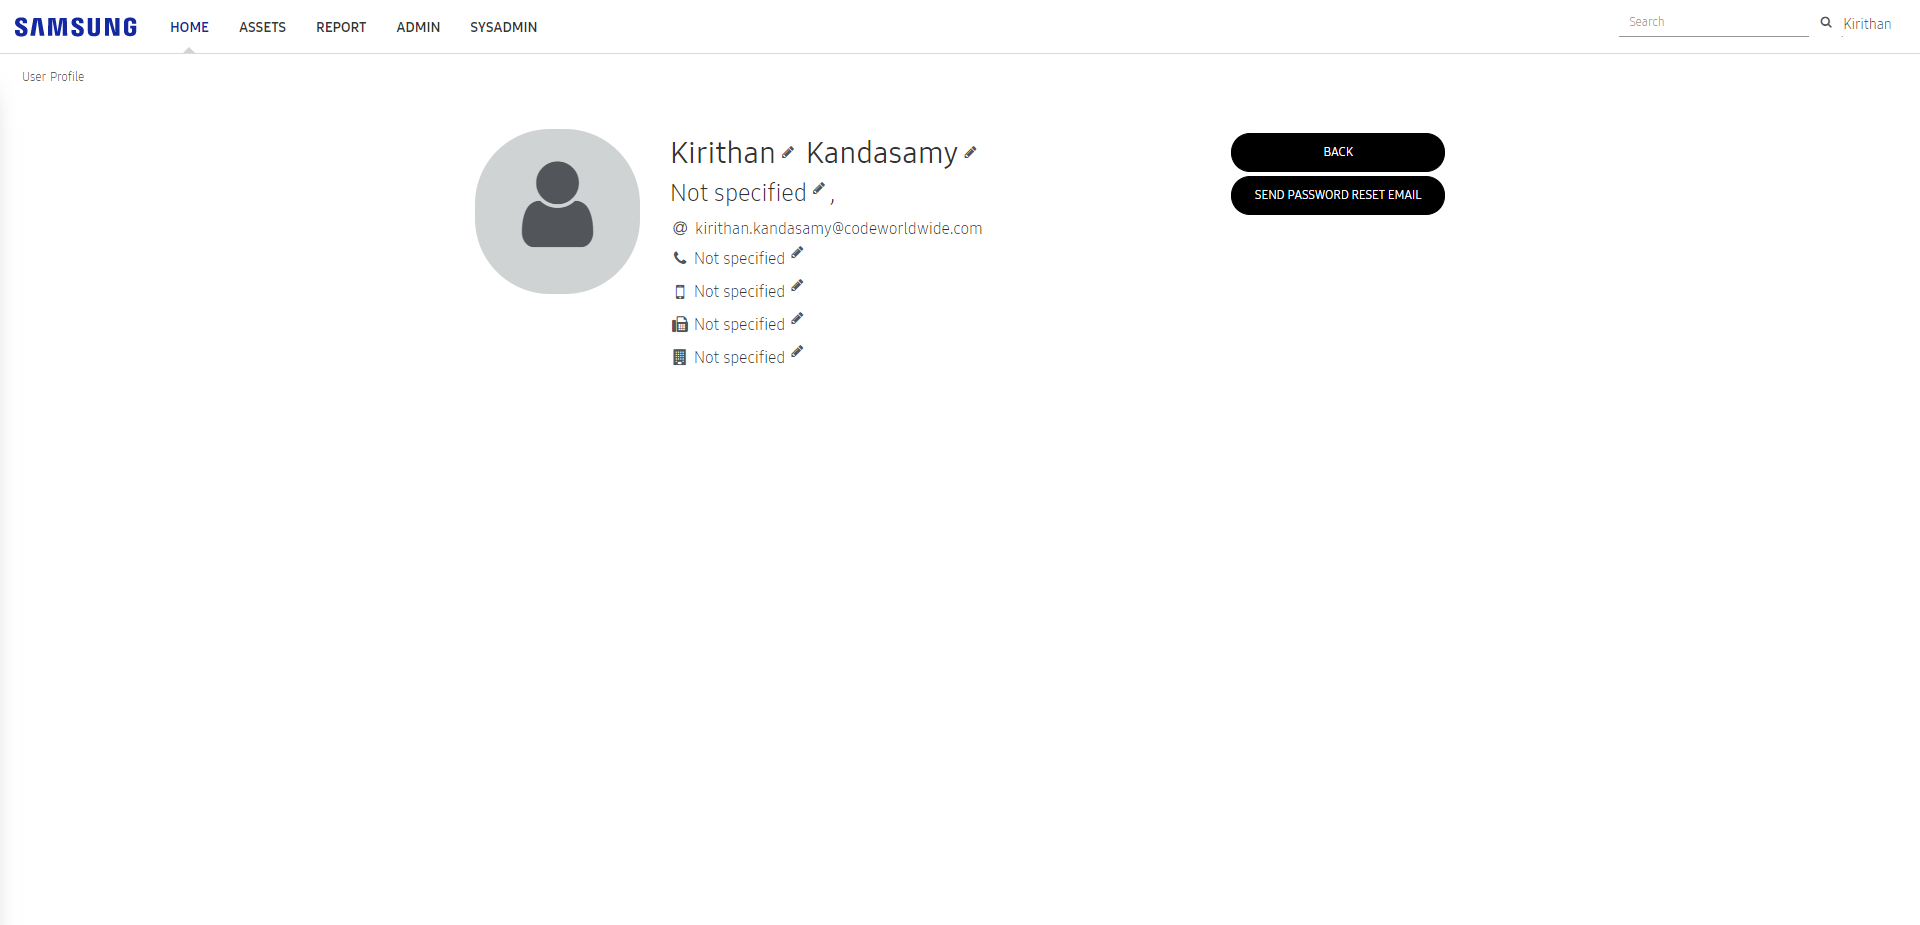 SAMSUNG HOME ASSETS REPORT ADMIN SYSADMIN Search Kirithan
User Profile
Kirithan Kandasamy
Not specified ,
@ kirithan.kandasamy@codeworldwide.com
Not specified
Not specified
Not specified
Not specified
BACK
SEND PASSWORD RESET EMAIL